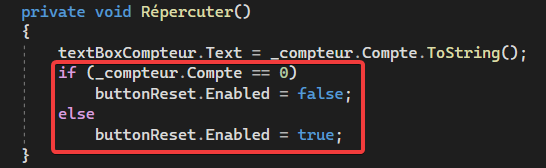 private void Répercuter()
{
textBoxCompteur.Text = _compteur.Compte.ToString();
if (_compteur.Compte == 0)
buttonReset.Enabled = false;
else
buttonReset.Enabled = true;
}